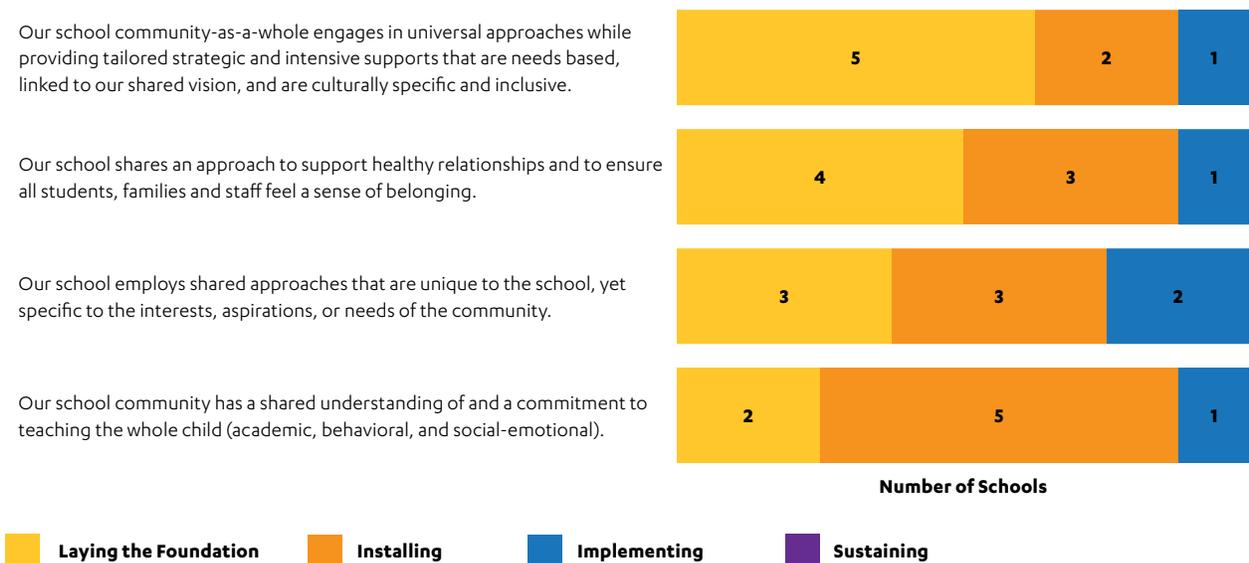 Our school community-as-a-whole engages in universal approaches while
providing tailored strategic and intensive supports that are needs based,
linked to our shared vision, and are culturally specific and inclusive.
5 2 1
Our school shares an approach to support healthy relationships and to ensure
all students, families and staff feel a sense of belonging.
4 3 1
Our school employs shared approaches that are unique to the school, yet
specific to the interests, aspirations, or needs of the community.
3 3 2
Our school community has a shared understanding of and a commitment to
teaching the whole child (academic, behavioral, and social-emotional).
2 5 1
Number of Schools
Laying the Foundation Installing Implementing Sustaining